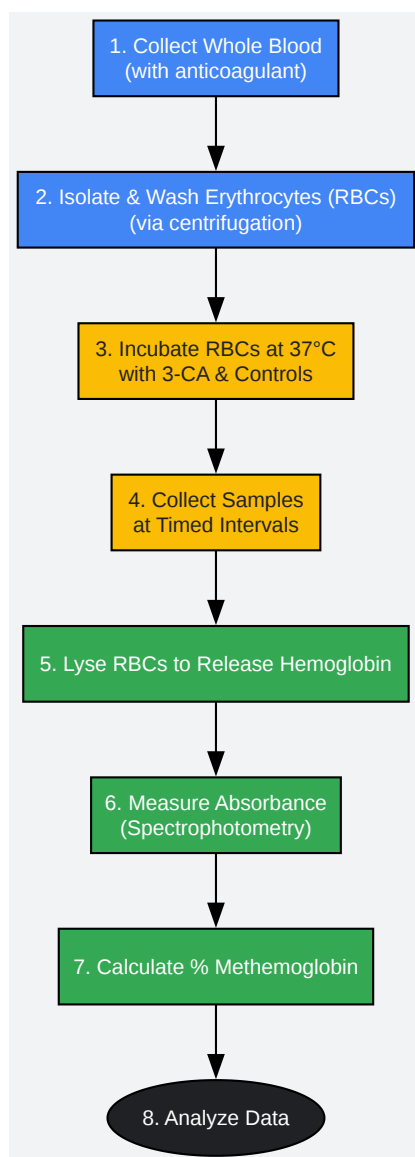 1. Collect Whole Blood
(with anticoagulant)
2. Isolate & Wash Erythrocytes (RBCs)
(via centrifugation)
3. Incubate RBCs at 37°C
with 3-CA & Controls
4. Collect Samples
at Timed Intervals
5. Lyse RBCs to Release Hemoglobin
6. Measure Absorbance
(Spectrophotometry)
7. Calculate % Methemoglobin
8. Analyze Data